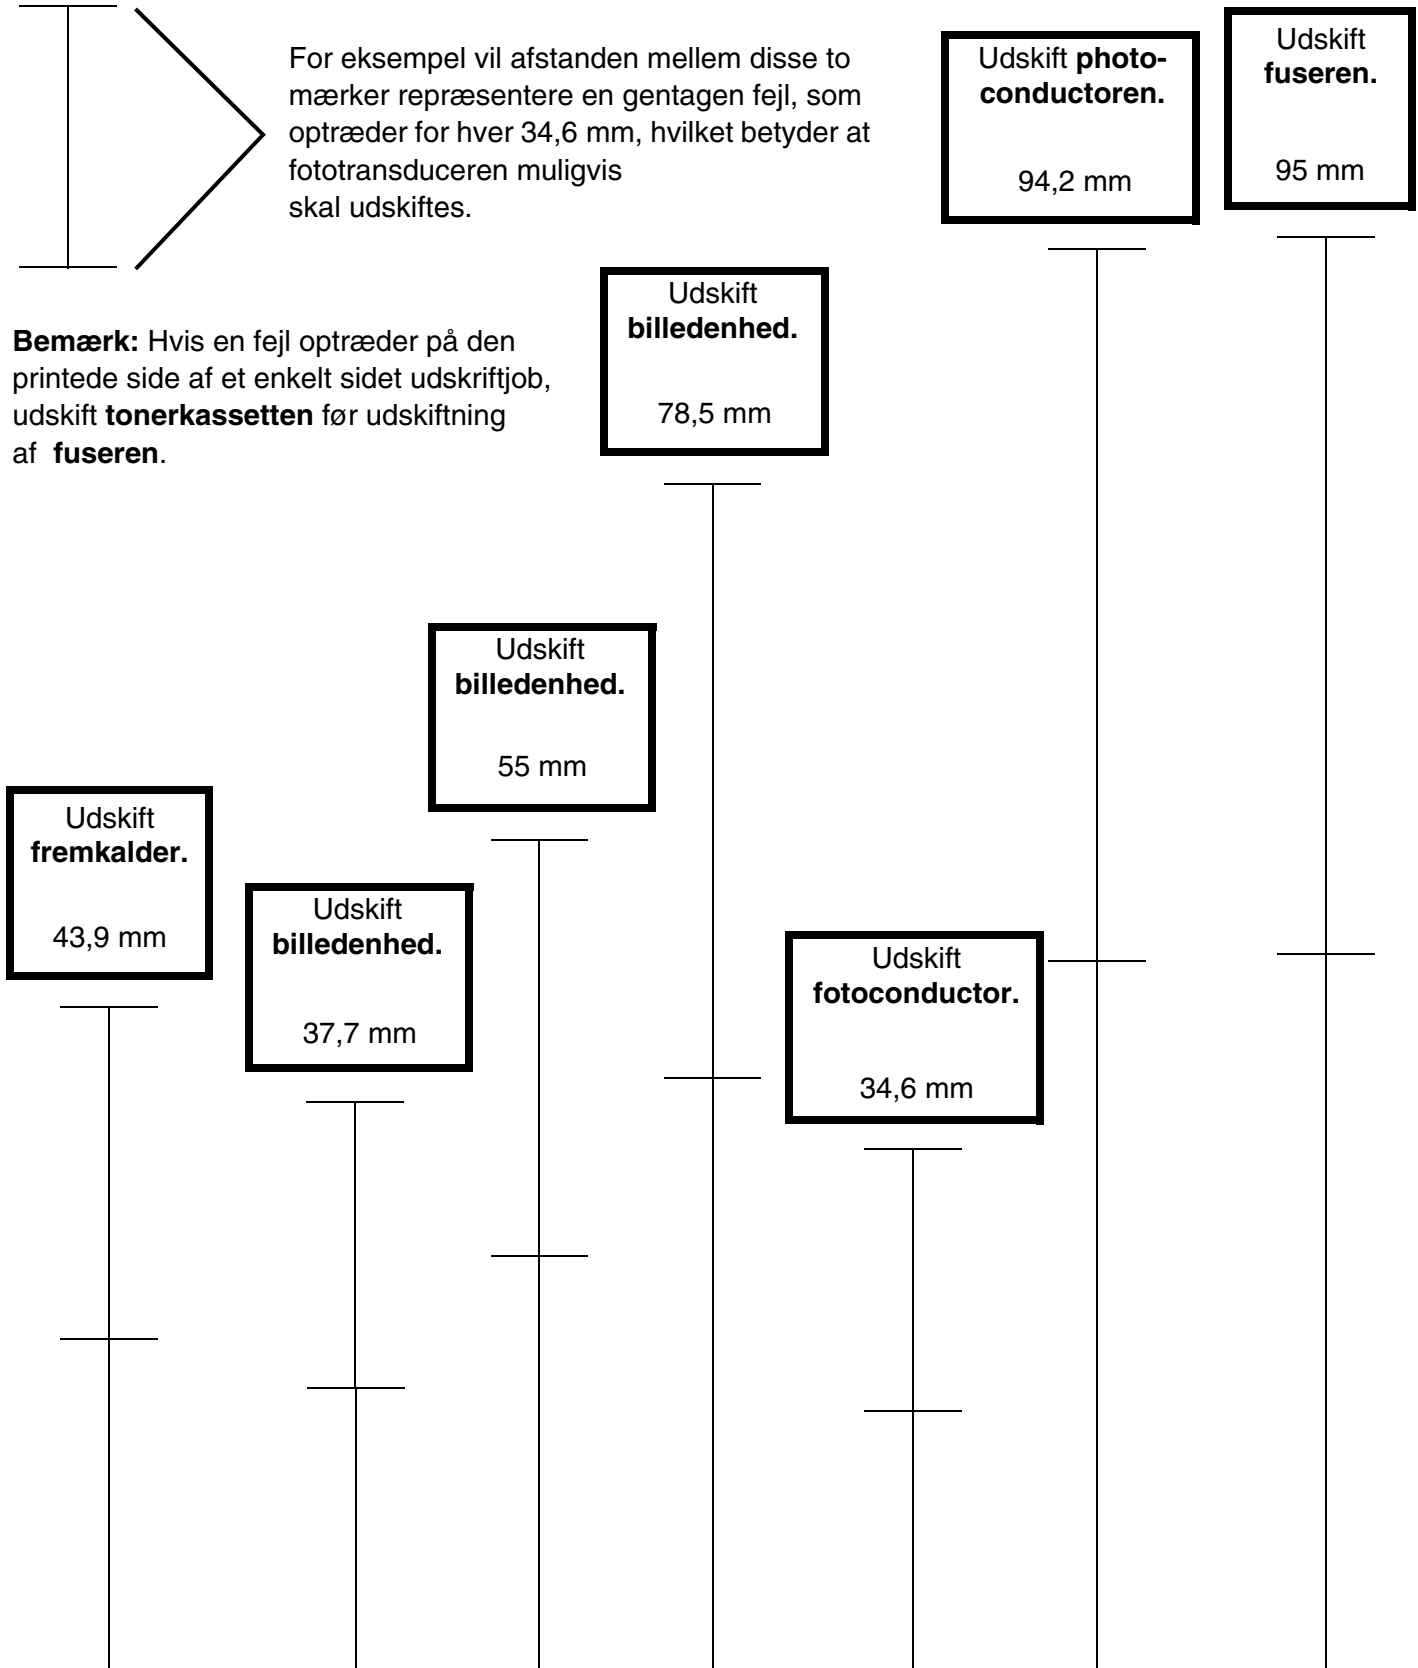 For eksempel vil afstanden mellem disse to
mærker repræsentere en gentagen fejl, som
optræder for hver 34,6 mm, hvilket betyder at
fototransduceren muligvis
skal udskiftes.
Udskift photo-
conductoren.
94,2 mm
Udskift
fuseren.
95 mm
Bemærk: Hvis en fejl optræder på den
printede side af et enkelt sidet udskriftjob,
udskift tonerkassetten før udskiftning
af fuseren.
Udskift
billedenhed.
78,5 mm
Udskift
billedenhed.
55 mm
Udskift
fremkalder.
43,9 mm
Udskift
billedenhed.
37,7 mm
Udskift
fotoconductor.
34,6 mm